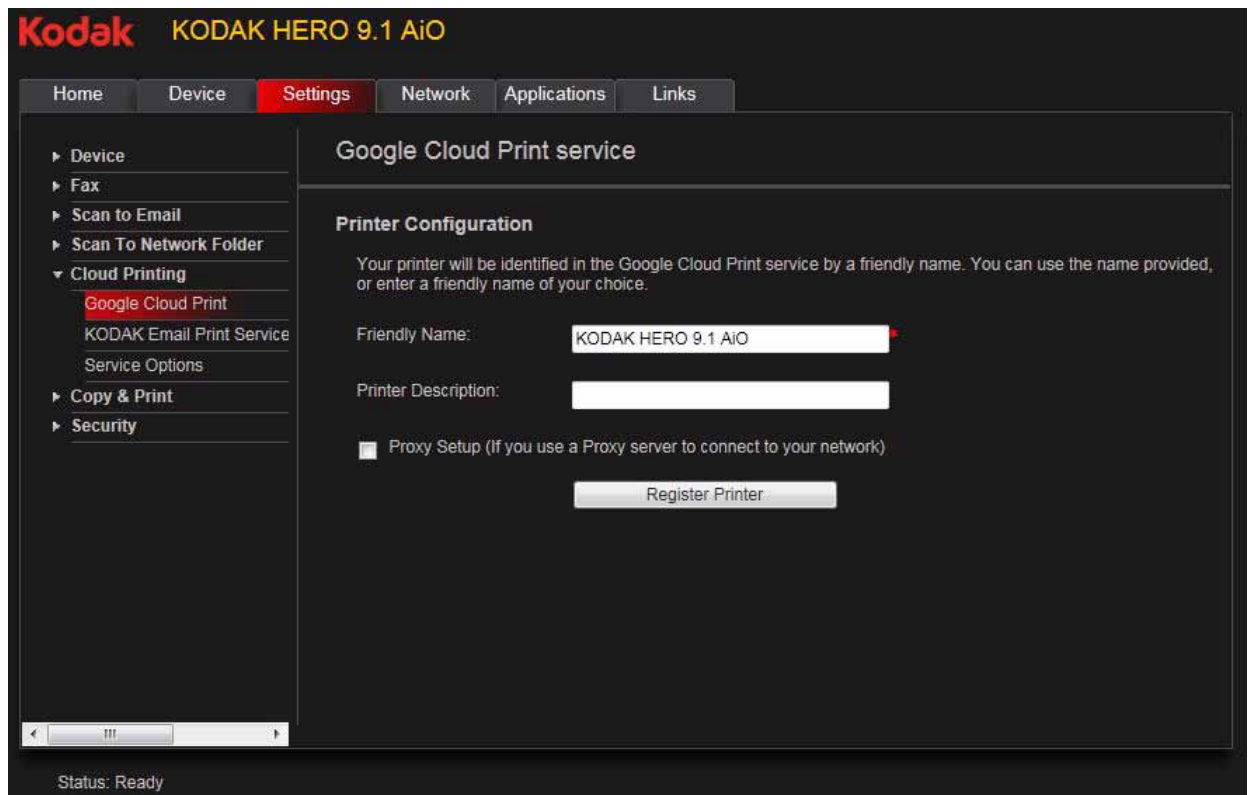 Kodak KODAK HERO 9.1 AiO
Home Device Settings Network Applications Links
Device
Fax
Scan to Email
Scan To Network Folder
Cloud Printing
Google Cloud Print
KODAK Email Print Service
Service Options
Copy & Print
Security
Google Cloud Print service
Printer Configuration
Your printer will be identified in the Google Cloud Print service by a friendly name. You can use the name provided,
or enter a friendly name of your choice.
Friendly Name: KODAK HERO 9.1 AiO *
Printer Description:
Proxy Setup (If you use a Proxy server to connect to your network)
Register Printer
Status: Ready